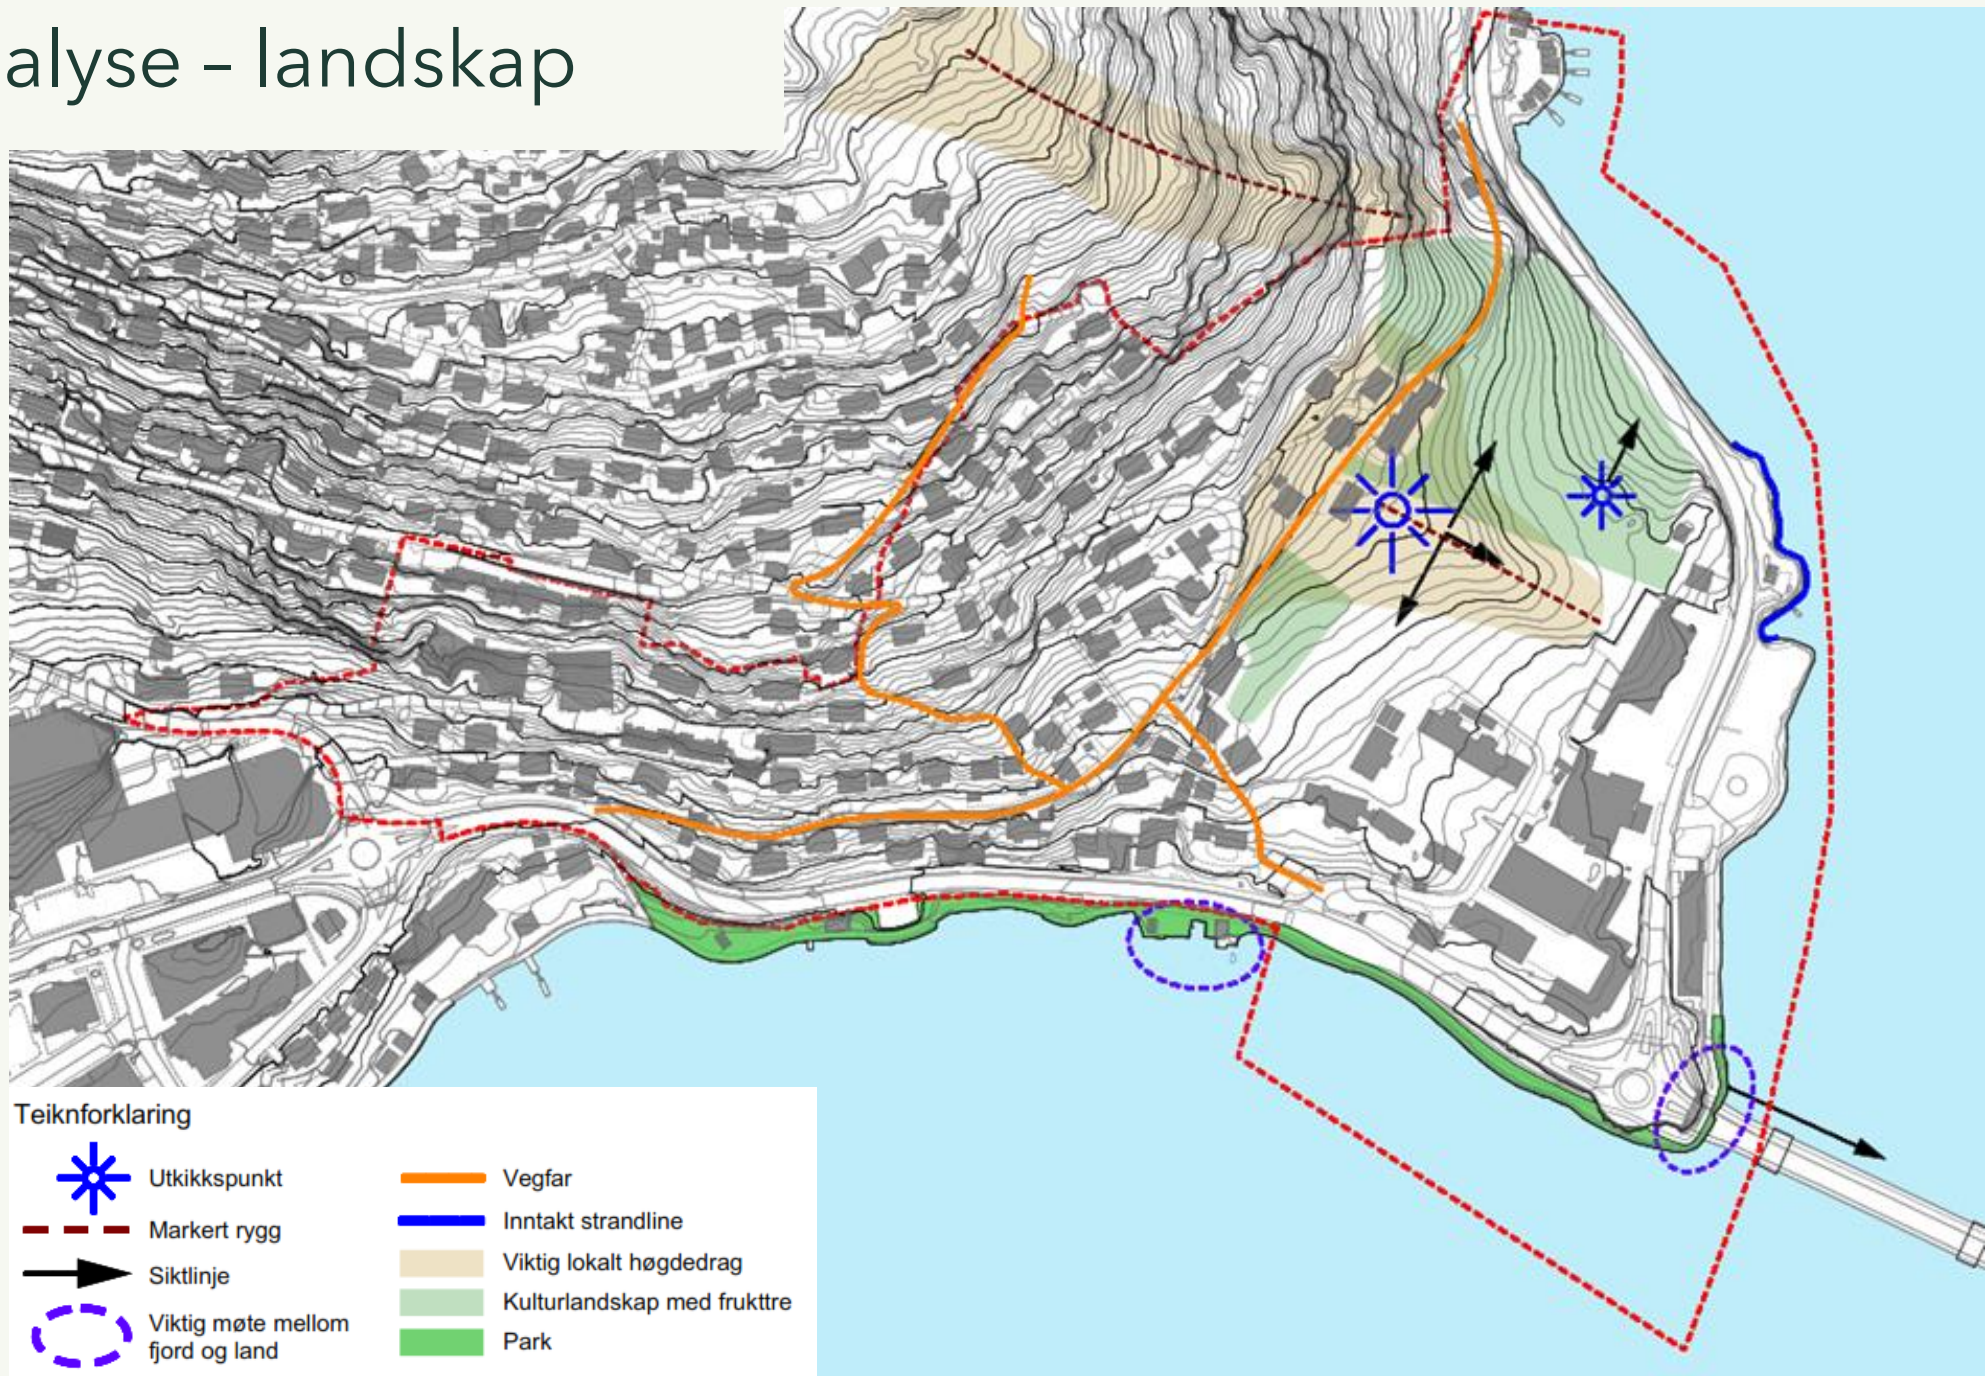 alyse – landskap
Teiknforklaring
Utkikkspunkt
Markert rygg
Siktlinje
Viktig møte mellom
fjord og land
Vegfar
Inntakt strandline
Viktig lokalt høgdedrag
Kulturlandskap med frukttre
Park